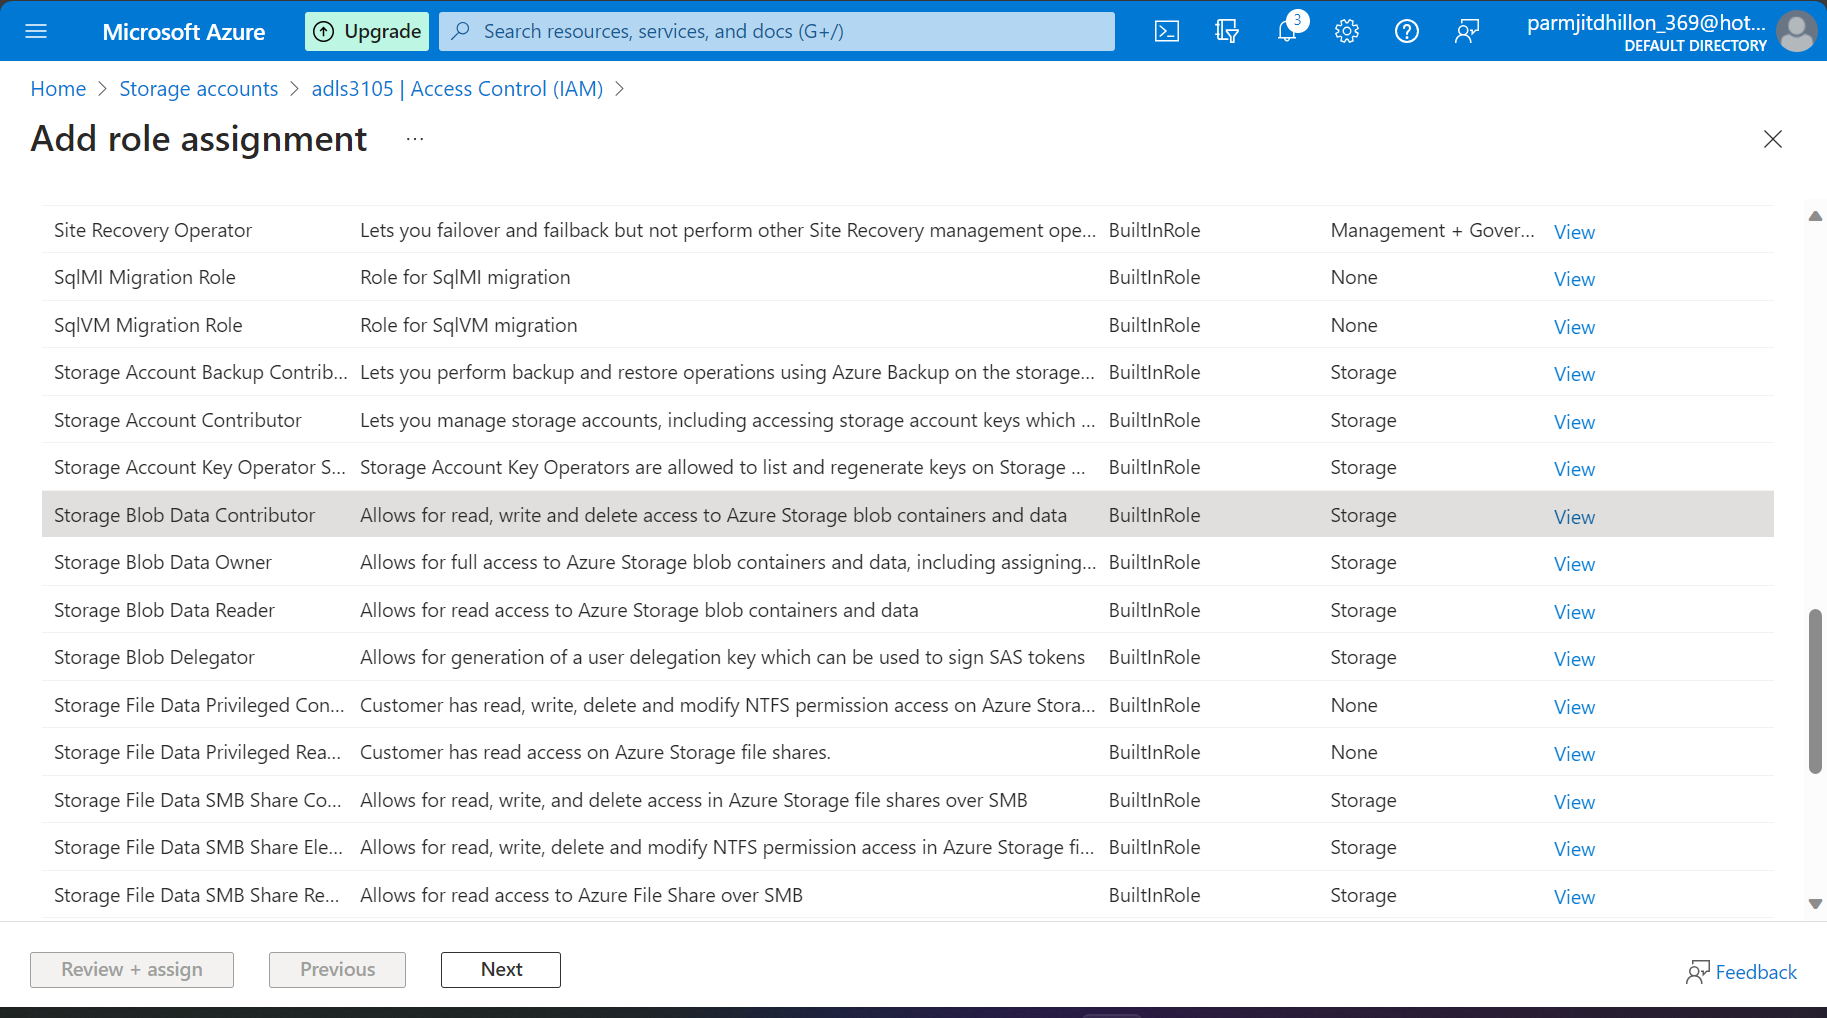 Microsoft Azure
Upgrade
Search resources, services, and docs (G+/)
3
parmjitdhillon_369@hot...
DEFAULT DIRECTORY
Home > Storage accounts > adls3105 | Access Control (IAM) >
Add role assignment ...
Site Recovery Operator Lets you failover and failback but not perform other Site Recovery management ope... BuiltInRole Management + Gover... View
SqlMI Migration Role Role for SqlMI migration BuiltInRole None View
SqlVM Migration Role Role for SqlVM migration BuiltInRole None View
Storage Account Backup Contrib... Lets you perform backup and restore operations using Azure Backup on the storage... BuiltInRole Storage View
Storage Account Contributor Lets you manage storage accounts, including accessing storage account keys which ... BuiltInRole Storage View
Storage Account Key Operator S... Storage Account Key Operators are allowed to list and regenerate keys on Storage ... BuiltInRole Storage View
Storage Blob Data Contributor Allows for read, write and delete access to Azure Storage blob containers and data BuiltInRole Storage View
Storage Blob Data Owner Allows for full access to Azure Storage blob containers and data, including assigning... BuiltInRole Storage View
Storage Blob Data Reader Allows for read access to Azure Storage blob containers and data BuiltInRole Storage View
Storage Blob Delegator Allows for generation of a user delegation key which can be used to sign SAS tokens BuiltInRole Storage View
Storage File Data Privileged Con... Customer has read, write, delete and modify NTFS permission access on Azure Stora... BuiltInRole None View
Storage File Data Privileged Rea... Customer has read access on Azure Storage file shares. BuiltInRole None View
Storage File Data SMB Share Co... Allows for read, write, and delete access in Azure Storage file shares over SMB BuiltInRole Storage View
Storage File Data SMB Share Ele... Allows for read, write, delete and modify NTFS permission access in Azure Storage fi... BuiltInRole Storage View
Storage File Data SMB Share Re... Allows for read access to Azure File Share over SMB BuiltInRole Storage View
Review + assign
Previous
Next
Feedback